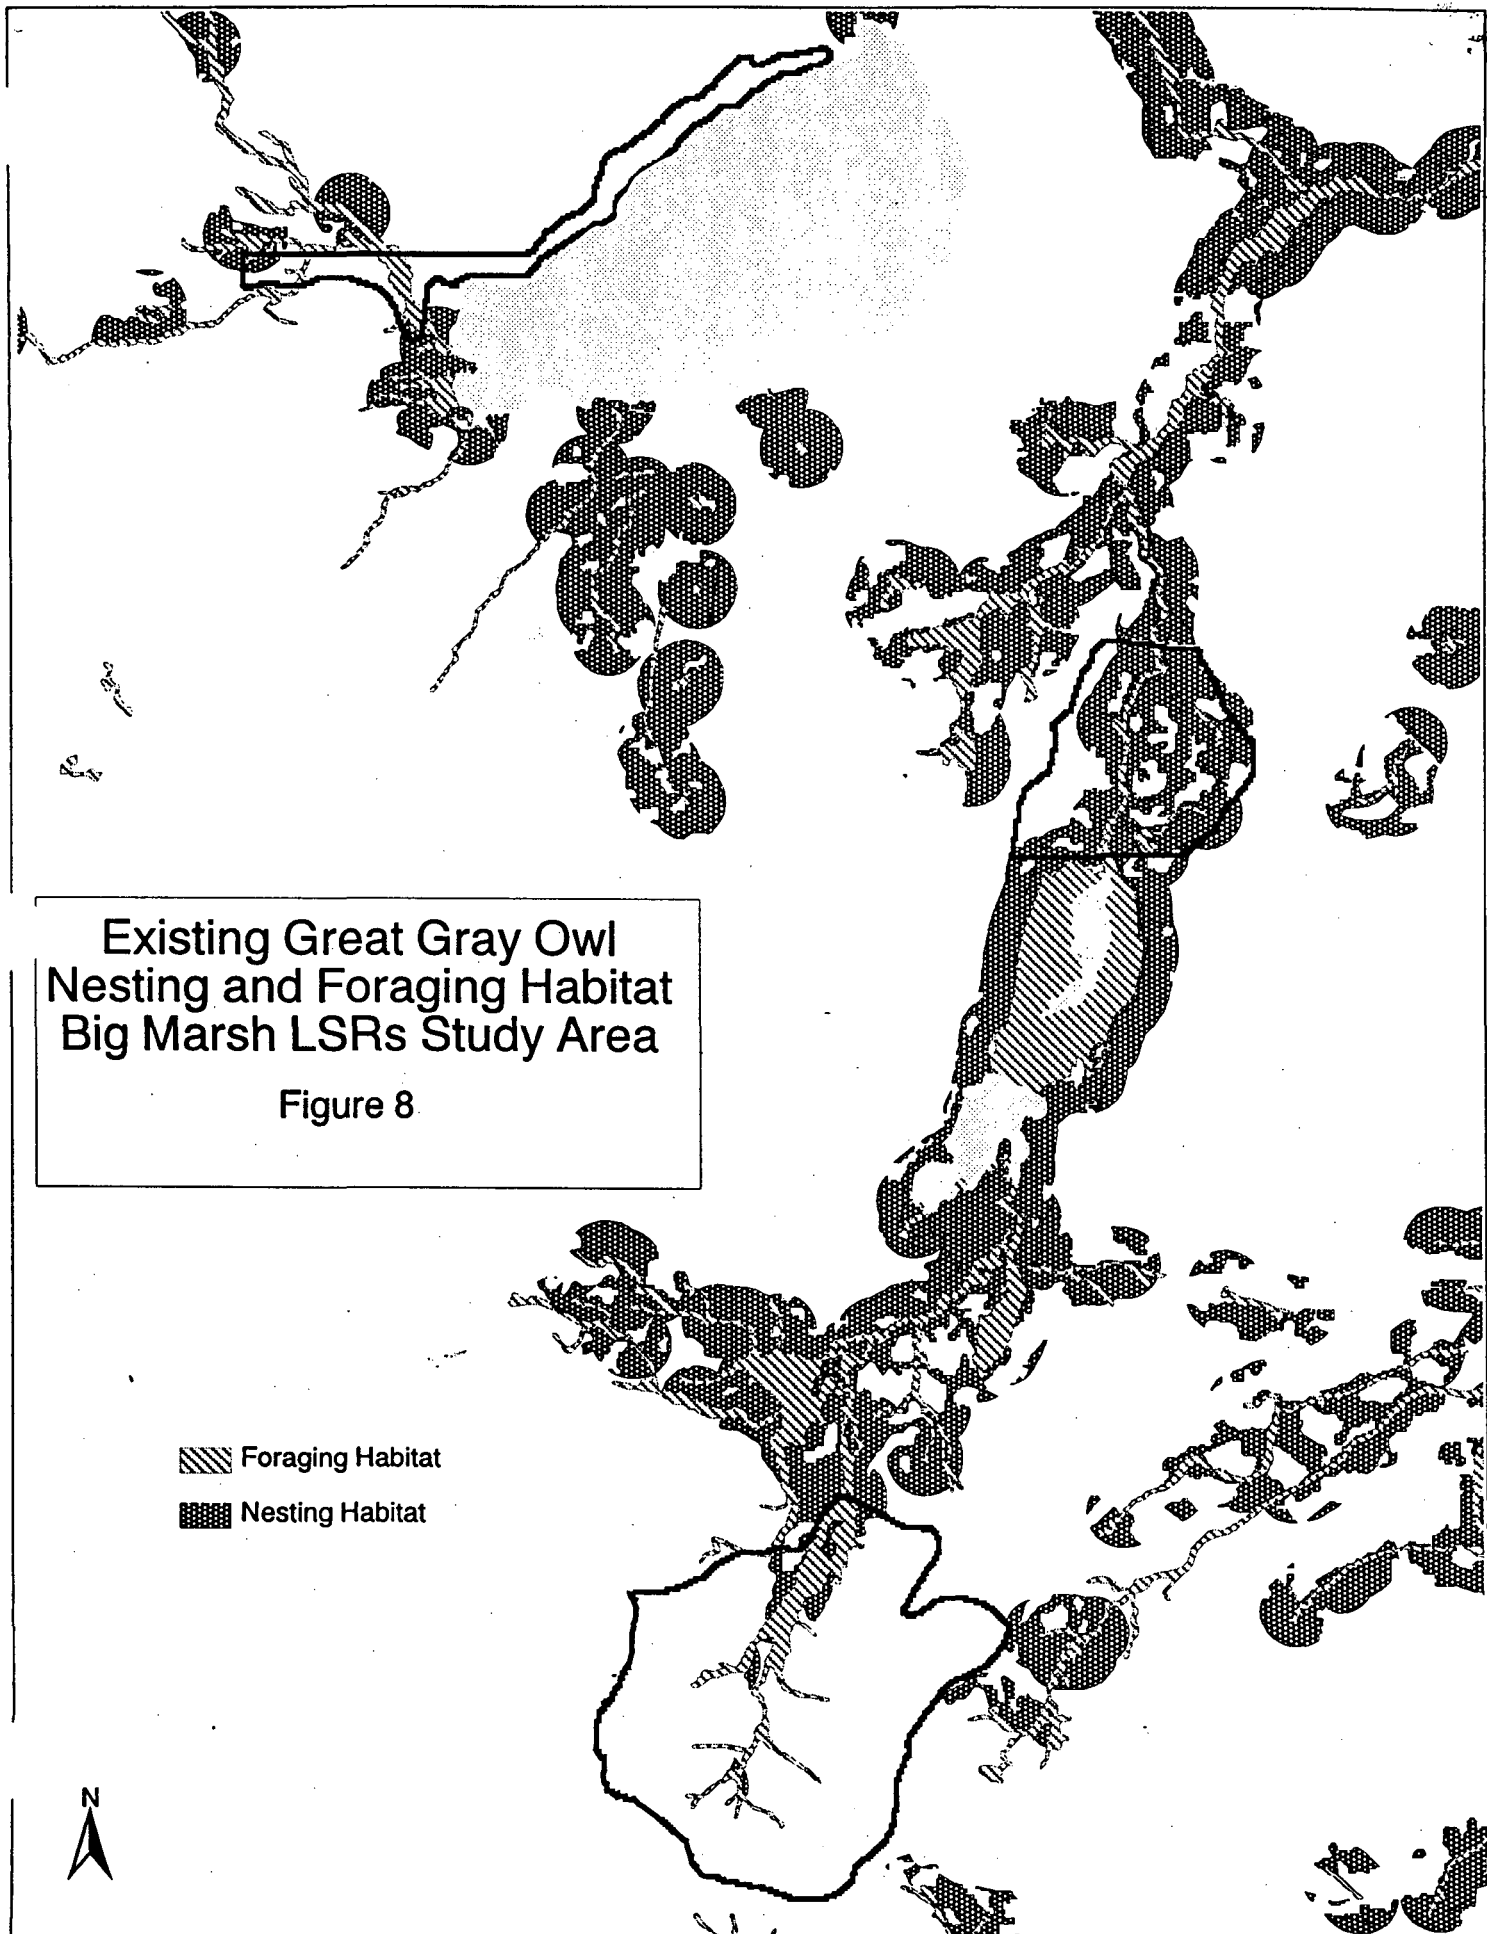 Existing Great Gray Owl
Nesting and Foraging Habitat
Big Marsh LSRs Study Area
Figure 8
Foraging Habitat
Nesting Habitat
N